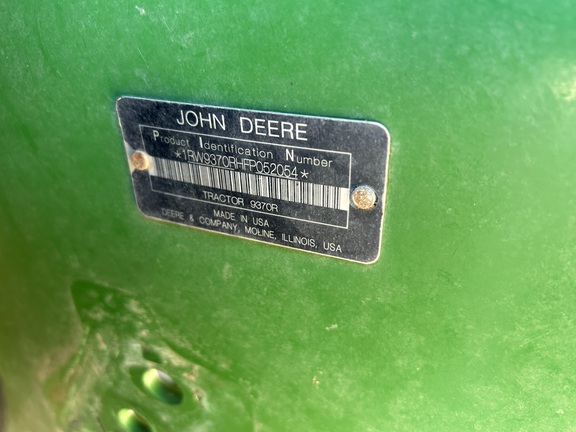 JOHN DEERE
Product Identification Number
*1RW9370RHFP052054*
TRACTOR 9370R
MADE IN USA
DEERE & COMPANY, MOLINE, ILLINOIS, USA